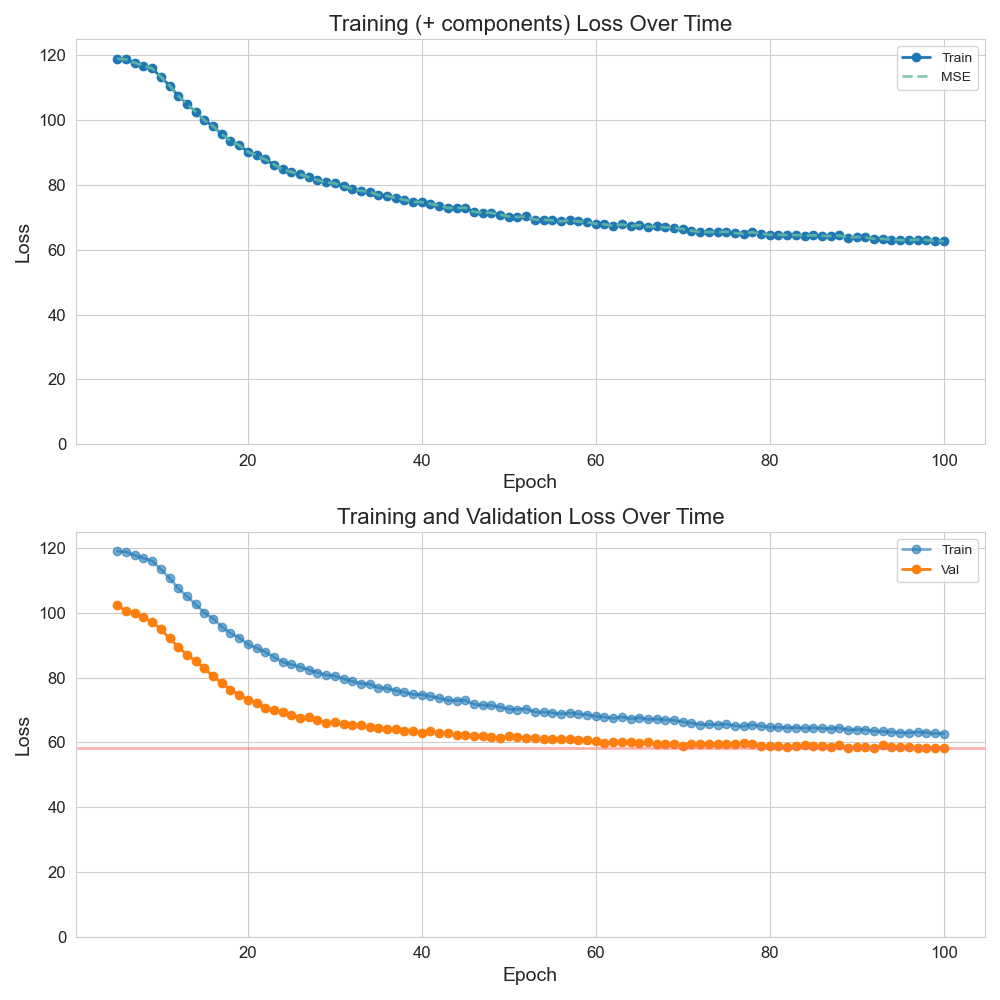 Training (+ components) Loss Over Time
Train
MSE
120
100
80
60
40
20
0
Loss
20 40 60 80 100
Epoch
Training and Validation Loss Over Time
Train
Val
120
100
80
60
40
20
0
Loss
20 40 60 80 100
Epoch